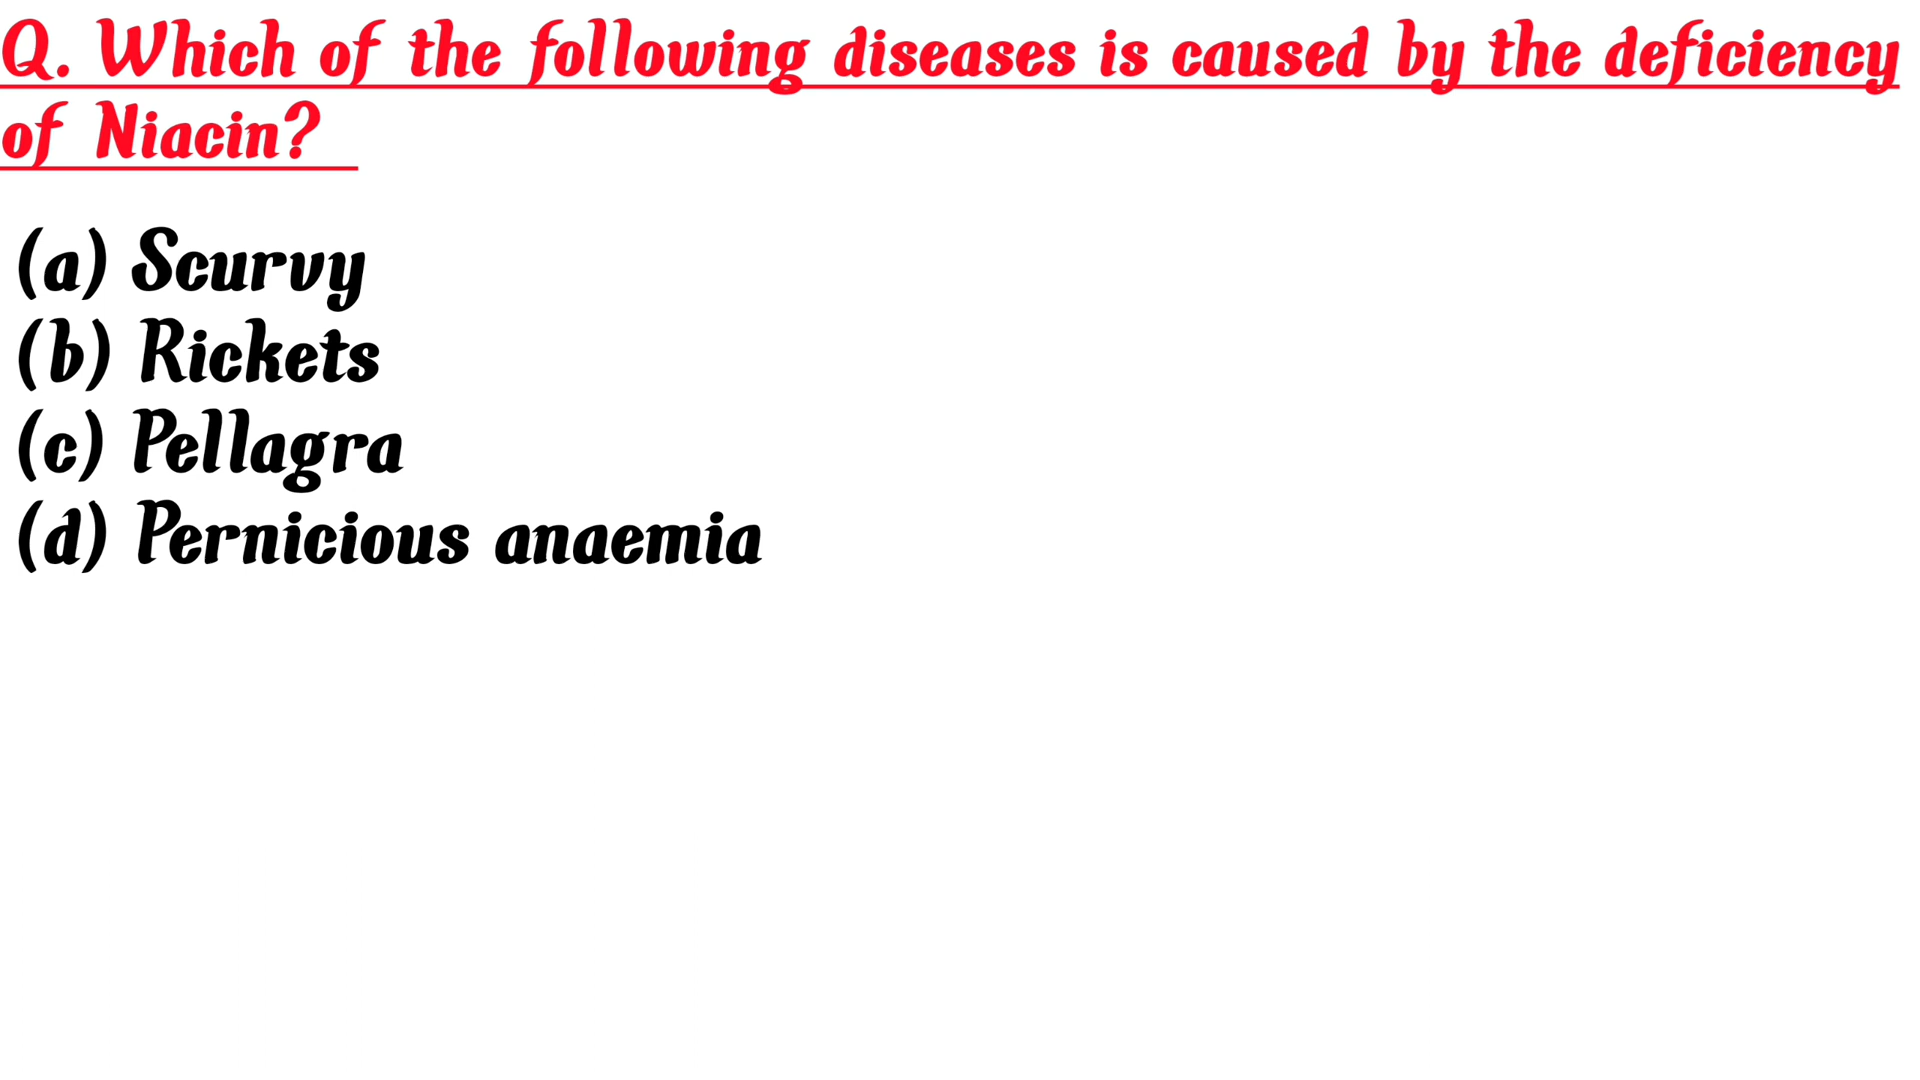 Q. Which of the following diseases is caused by the deficiency
of Niacin?
(a) Scurvy
(b) Rickets
(c) Pellagra
(d) Pernicious anaemia